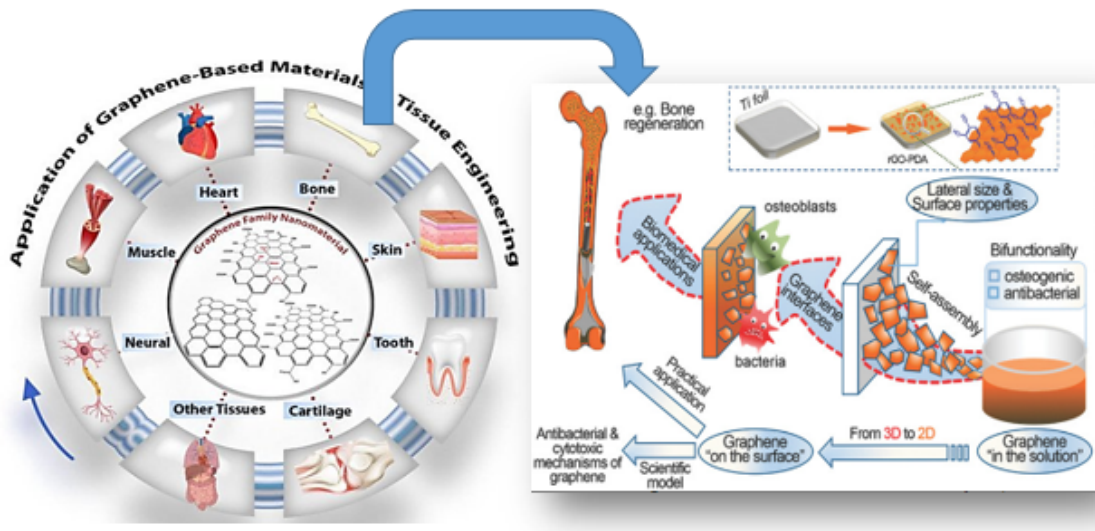 Application of Graphene-Based Materials
Tissue Engineering
Heart
Bone
Muscle
Skin
Graphene Family Nanomaterial
Neural
Tooth
Other Tissues
Cartilage
e.g. Bone
regeneration
Ti foil
rGO-PDA
Lateral size &
Surface properties
osteoblasts
Biomedical
applications
Graphene
interfaces
Self-assembly
Bifunctionality
osteogenic
antibacterial
bacteria
Practical
application
Antibacterial &
cytotoxic
mechanisms of
graphene
Scientific
model
Graphene
"on the surface"
From 3D to 2D
Graphene
"in the solution"